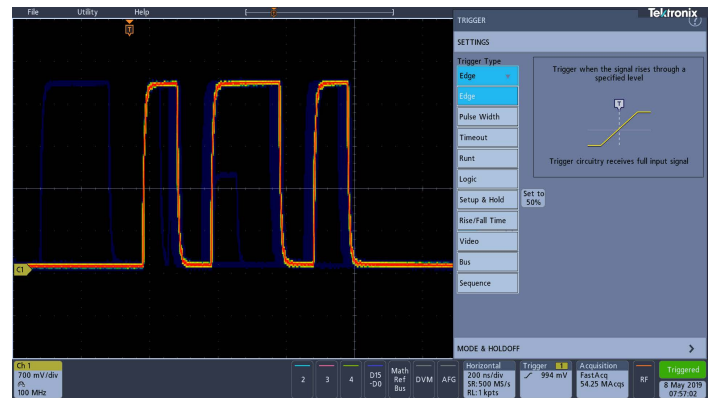 File Utility Help
[ T ]
T
Tektronix
TRIGGER ?
SETTINGS
Trigger Type
Edge
Edge
Pulse Width
Timeout
Runt
Logic
Setup & Hold
Rise/Fall Time
Video
Bus
Sequence
Set to
50%
Trigger when the signal rises through a
specified level
T
Trigger circuitry receives full input signal
MODE & HOLDOFF
C1
Ch 1
700 mV/div
100 MHz
2
3
4
D15
-D0
Math
Ref
Bus
DVM
AFG
Horizontal
200 ns/div
SR: 500 MS/s
RL: 1 kpts
Trigger 1
994 mV
Acquisition
FastAcq
54.25 MAcqs
RF
Triggered
8 May 2019
07:57:02